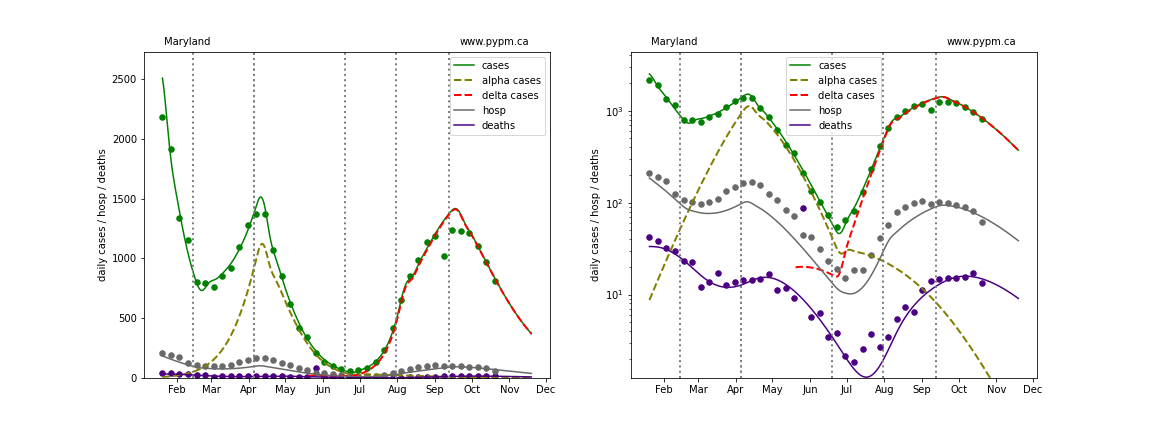 Maryland
www.pypm.ca
cases
alpha cases
delta cases
hosp
deaths
daily cases / hosp / deaths
2500
2000
1500
1000
500
0
Feb Mar Apr May Jun Jul Aug Sep Oct Nov Dec
Maryland
www.pypm.ca
cases
alpha cases
delta cases
hosp
deaths
daily cases / hosp / deaths
10³
10²
10¹
Feb Mar Apr May Jun Jul Aug Sep Oct Nov Dec